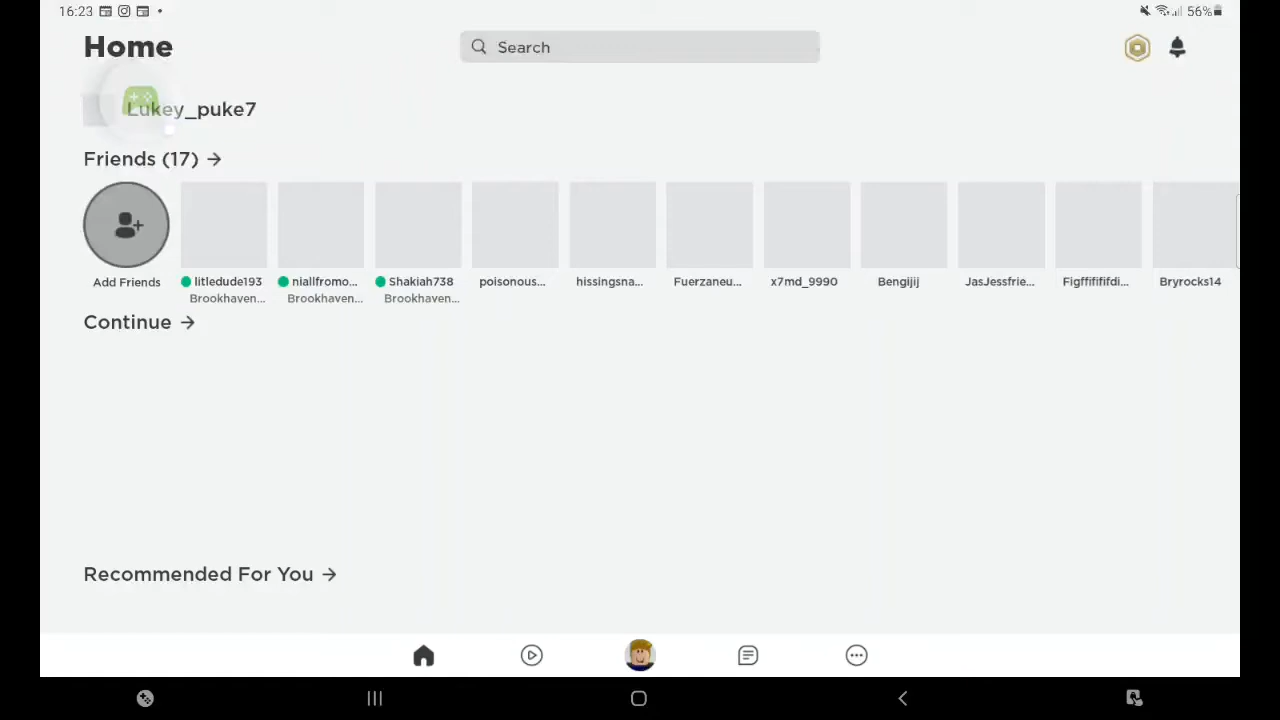 16:23
56%
Home
Search
Lukey_puke7
Friends (17)
Add Friends
litledude193
Brookhaven...
niallfromo...
Brookhaven...
Shakiah738
Brookhaven...
poisonous...
hissingsna...
Fuerzaneu...
x7md_9990
Bengijij
JasJessfrie...
Figffifififdi...
Bryrocks14
Continue
Recommended For You